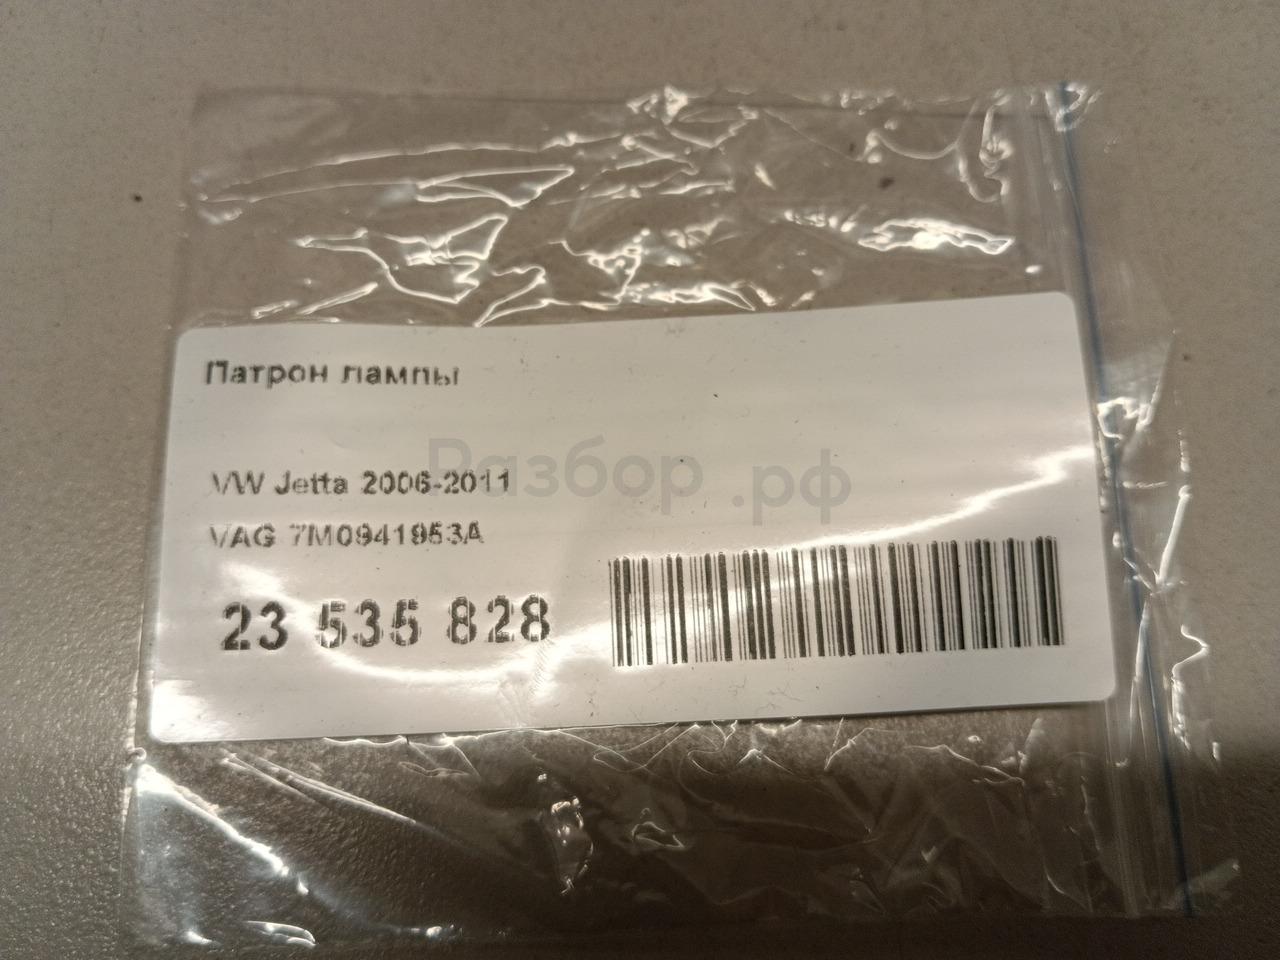 Патрон лампы
VW Jetta 2006-2011
Разбор.рф
VAG 7M0941953A
23 535 828